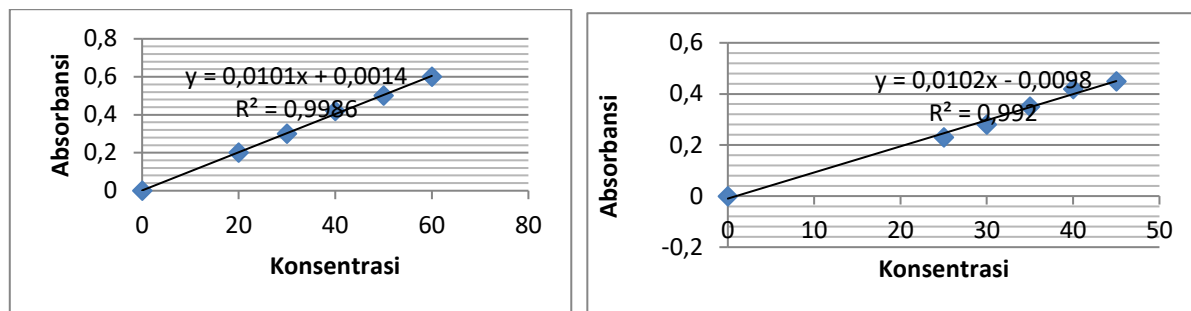 0,8
0,6
0,4
0,2
0
0 20 40 60 80
Absorbansi
Konsentrasi
y = 0,0101x + 0,0014
R² = 0,9986
0,6
0,4
0,2
0
-0,2
0 10 20 30 40 50
Absorbansi
Konsentrasi
y = 0,0102x - 0,0098
R² = 0,992